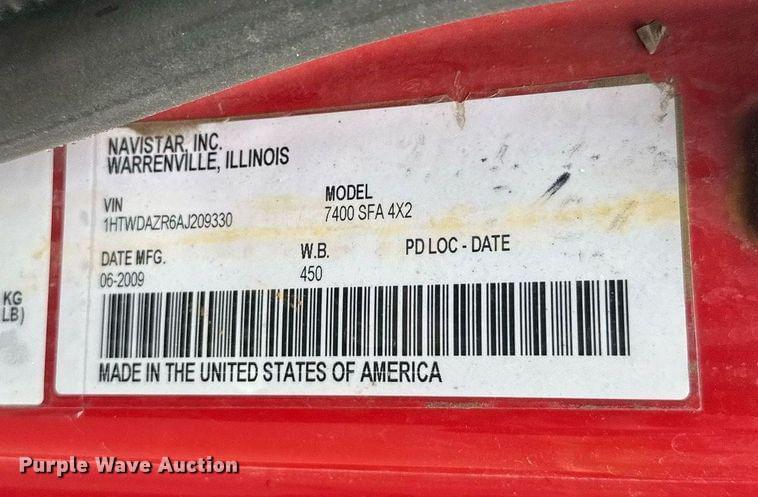 NAVISTAR, INC.
WARRENVILLE, ILLINOIS
VIN
1HTWDAZR6AJ209330
MODEL
7400 SFA 4X2
DATE MFG.
06-2009
W.B.
450
PD LOC - DATE
MADE IN THE UNITED STATES OF AMERICA
KG
LB)
Purple Wave Auction